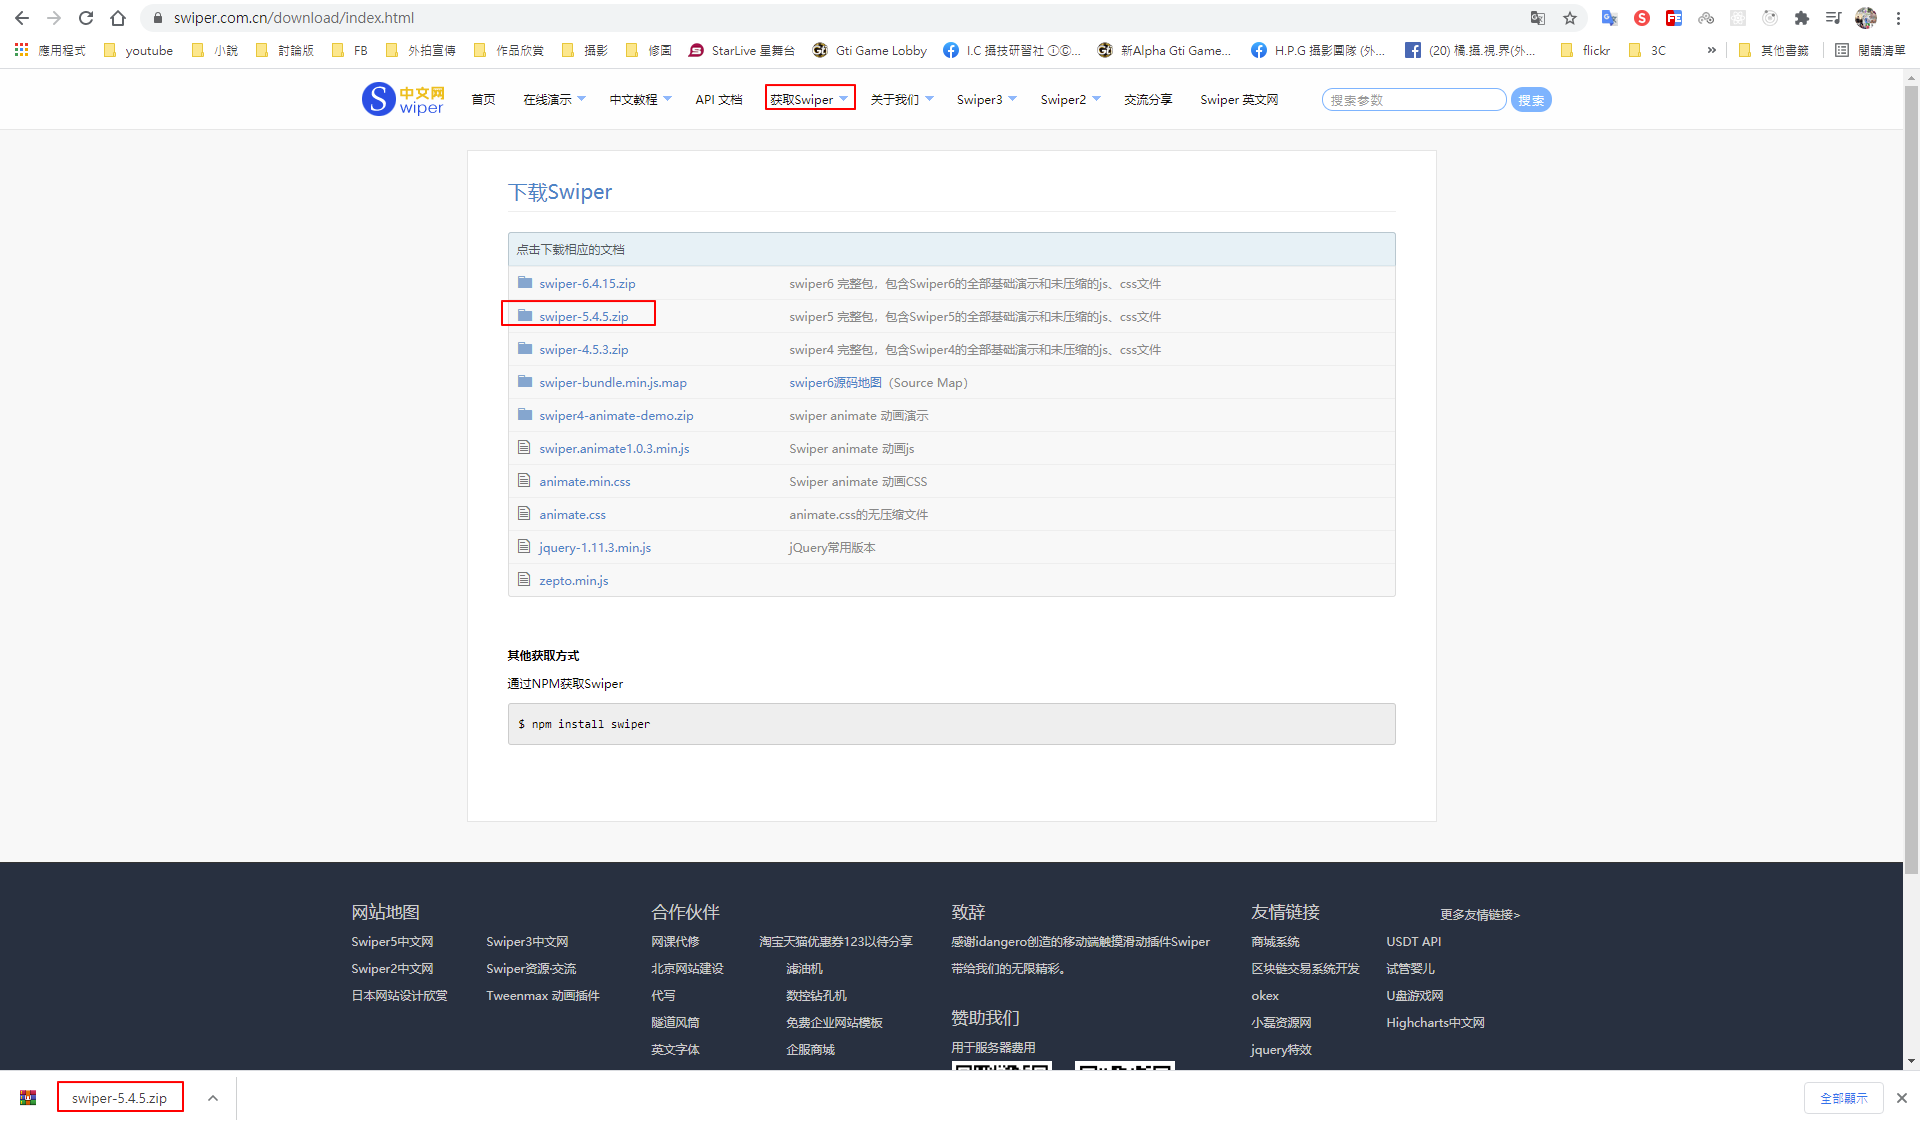 swiper.com.cn/download/index.html
應用程式 youtube 小說 討論版 FB 外拍宣傳 作品欣賞 攝影 修圖 StarLive 星舞台 Gti Game Lobby I.C 攝技研習社 ⓘⒸ... 新Alpha Gti Game... H.P.G 攝影團隊 (外... (20) 橘.攝.視.界(外... flickr 3C » 其他書籤 閱讀清單
S 中文网 wiper 首页 在线演示 中文教程 API 文档 获取Swiper 关于我们 Swiper3 Swiper2 交流分享 Swiper 英文网 搜索参数 搜索
下载Swiper
点击下载相应的文档
swiper-6.4.15.zip swiper6 完整包，包含Swiper6的全部基础演示和未压缩的js、css文件
swiper-5.4.5.zip swiper5 完整包，包含Swiper5的全部基础演示和未压缩的js、css文件
swiper-4.5.3.zip swiper4 完整包，包含Swiper4的全部基础演示和未压缩的js、css文件
swiper-bundle.min.js.map swiper6源码地图（Source Map）
swiper4-animate-demo.zip swiper animate 动画演示
swiper.animate1.0.3.min.js Swiper animate 动画js
animate.min.css Swiper animate 动画CSS
animate.css animate.css的无压缩文件
jquery-1.11.3.min.js jQuery常用版本
zepto.min.js
其他获取方式
通过NPM获取Swiper
$ npm install swiper
网站地图
Swiper5中文网 Swiper3中文网
Swiper2中文网 Swiper资源·交流
日本网站设计欣赏 Tweenmax 动画插件
合作伙伴
网课代修 淘宝天猫优惠券123以待分享
北京网站建设 滤油机
代写 数控钻孔机
隧道风筒 免费企业网站模板
英文字体 企服商城
致辞
感谢idangero创造的移动端触摸滑动插件Swiper
带给我们的无限精彩。
赞助我们
用于服务器费用
友情链接 更多友情链接>
商城系统 USDT API
区块链交易系统开发 试管婴儿
okex U盘游戏网
小磊资源网 Highcharts中文网
jquery特效
swiper-5.4.5.zip 全部顯示